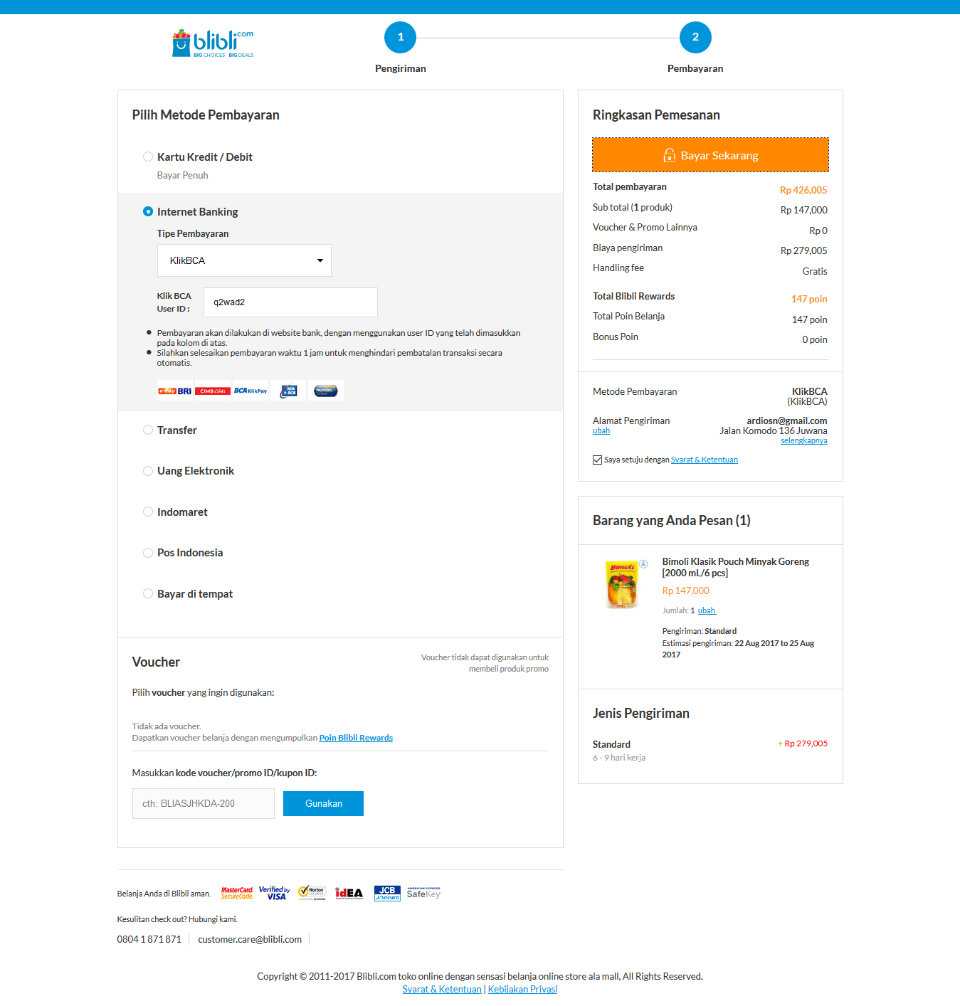 blibli.com
BIG CHOICES BIG DEALS
1
2
Pengiriman
Pembayaran
Pilih Metode Pembayaran
Kartu Kredit / Debit
Bayar Penuh
Internet Banking
Tipe Pembayaran
KlikBCA
Klik BCA
User ID :
q2wad2
Pembayaran akan dilakukan di website bank, dengan menggunakan user ID yang telah dimasukkan
pada kolom di atas.
Silahkan selesaikan pembayaran waktu 1 jam untuk menghindari pembatalan transaksi secara
otomatis.
e-Pay BRI CIMB Clicks BCA KlikPay
Transfer
Uang Elektronik
Indomaret
Pos Indonesia
Bayar di tempat
Voucher
Voucher tidak dapat digunakan untuk
membeli produk promo
Pilih voucher yang ingin digunakan:
Tidak ada voucher.
Dapatkan voucher belanja dengan mengumpulkan Poin Blibli Rewards
Masukkan kode voucher/promo ID/kupon ID:
cth: BLIASJHKDA-200
Gunakan
Ringkasan Pemesanan
Bayar Sekarang
Total pembayaran Rp 426,005
Sub total (1 produk) Rp 147,000
Voucher & Promo Lainnya Rp 0
Biaya pengiriman Rp 279,005
Handling fee Gratis
Total Blibli Rewards 147 poin
Total Poin Belanja 147 poin
Bonus Poin 0 poin
Metode Pembayaran KlikBCA
(KlikBCA)
Alamat Pengiriman ardiosn@gmail.com
ubah Jalan Komodo 136 Juwana
selengkapnya
Saya setuju dengan Syarat & Ketentuan
Barang yang Anda Pesan (1)
Bimoli
Bimoli Klasik Pouch Minyak Goreng
[2000 mL/6 pcs]
Rp 147,000
Jumlah: 1 ubah
Pengiriman: Standard
Estimasi pengiriman: 22 Aug 2017 to 25 Aug
2017
Jenis Pengiriman
Standard + Rp 279,005
6 - 9 hari kerja
Belanja Anda di Blibli aman.
MasterCard SecureCode Verified by VISA Norton idEA JCB J/Secure AMERICAN EXPRESS SafeKey
Kesulitan check out? Hubungi kami.
0804 1 871 871 customer.care@blibli.com
Copyright © 2011-2017 Blibli.com toko online dengan sensasi belanja online store ala mall, All Rights Reserved.
Syarat & Ketentuan | Kebijakan Privasi